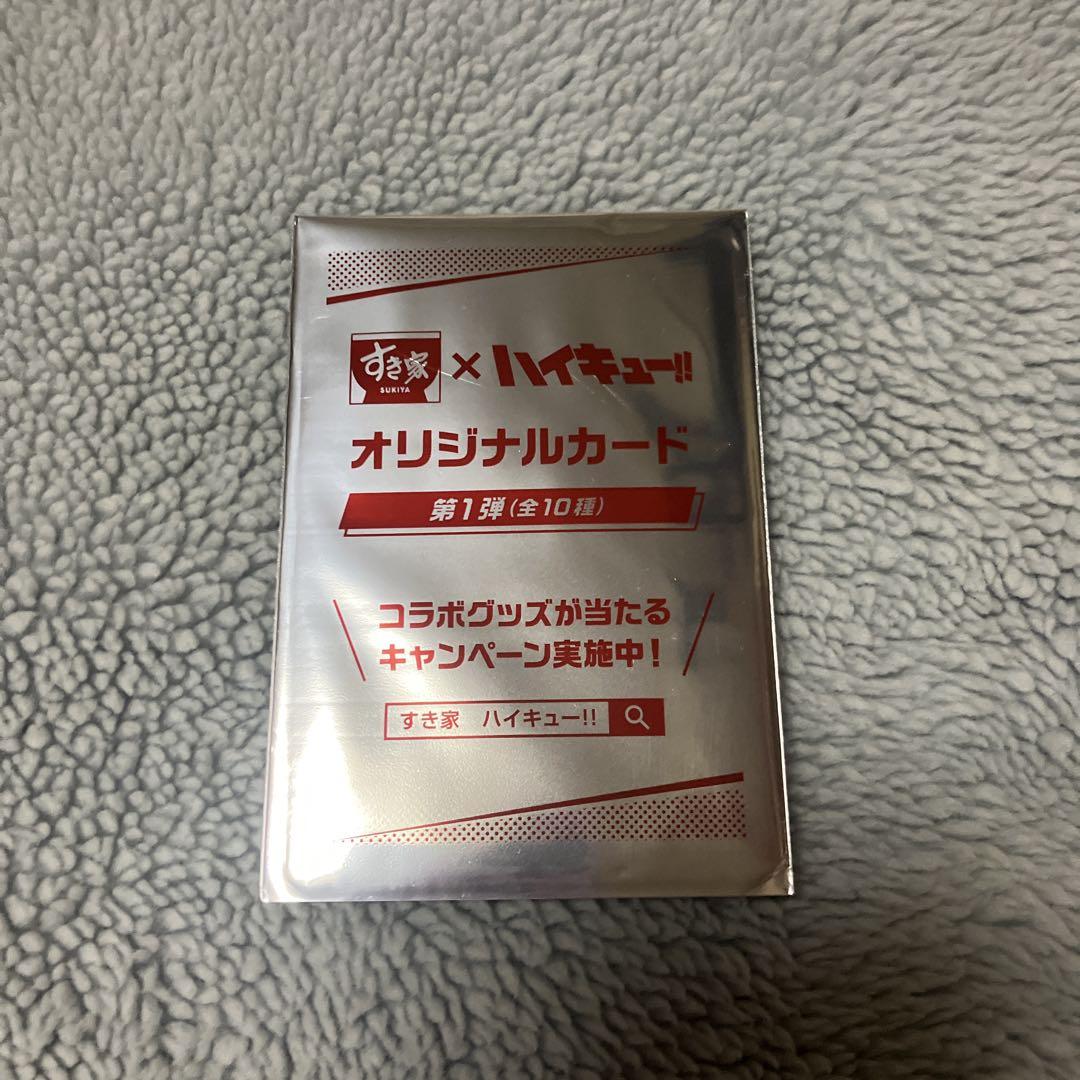 すき家 SUKIYA × ハイキュー!!
オリジナルカード
第1弾(全10種)
コラボグッズが当たる
キャンペーン実施中!
すき家 ハイキュー!!